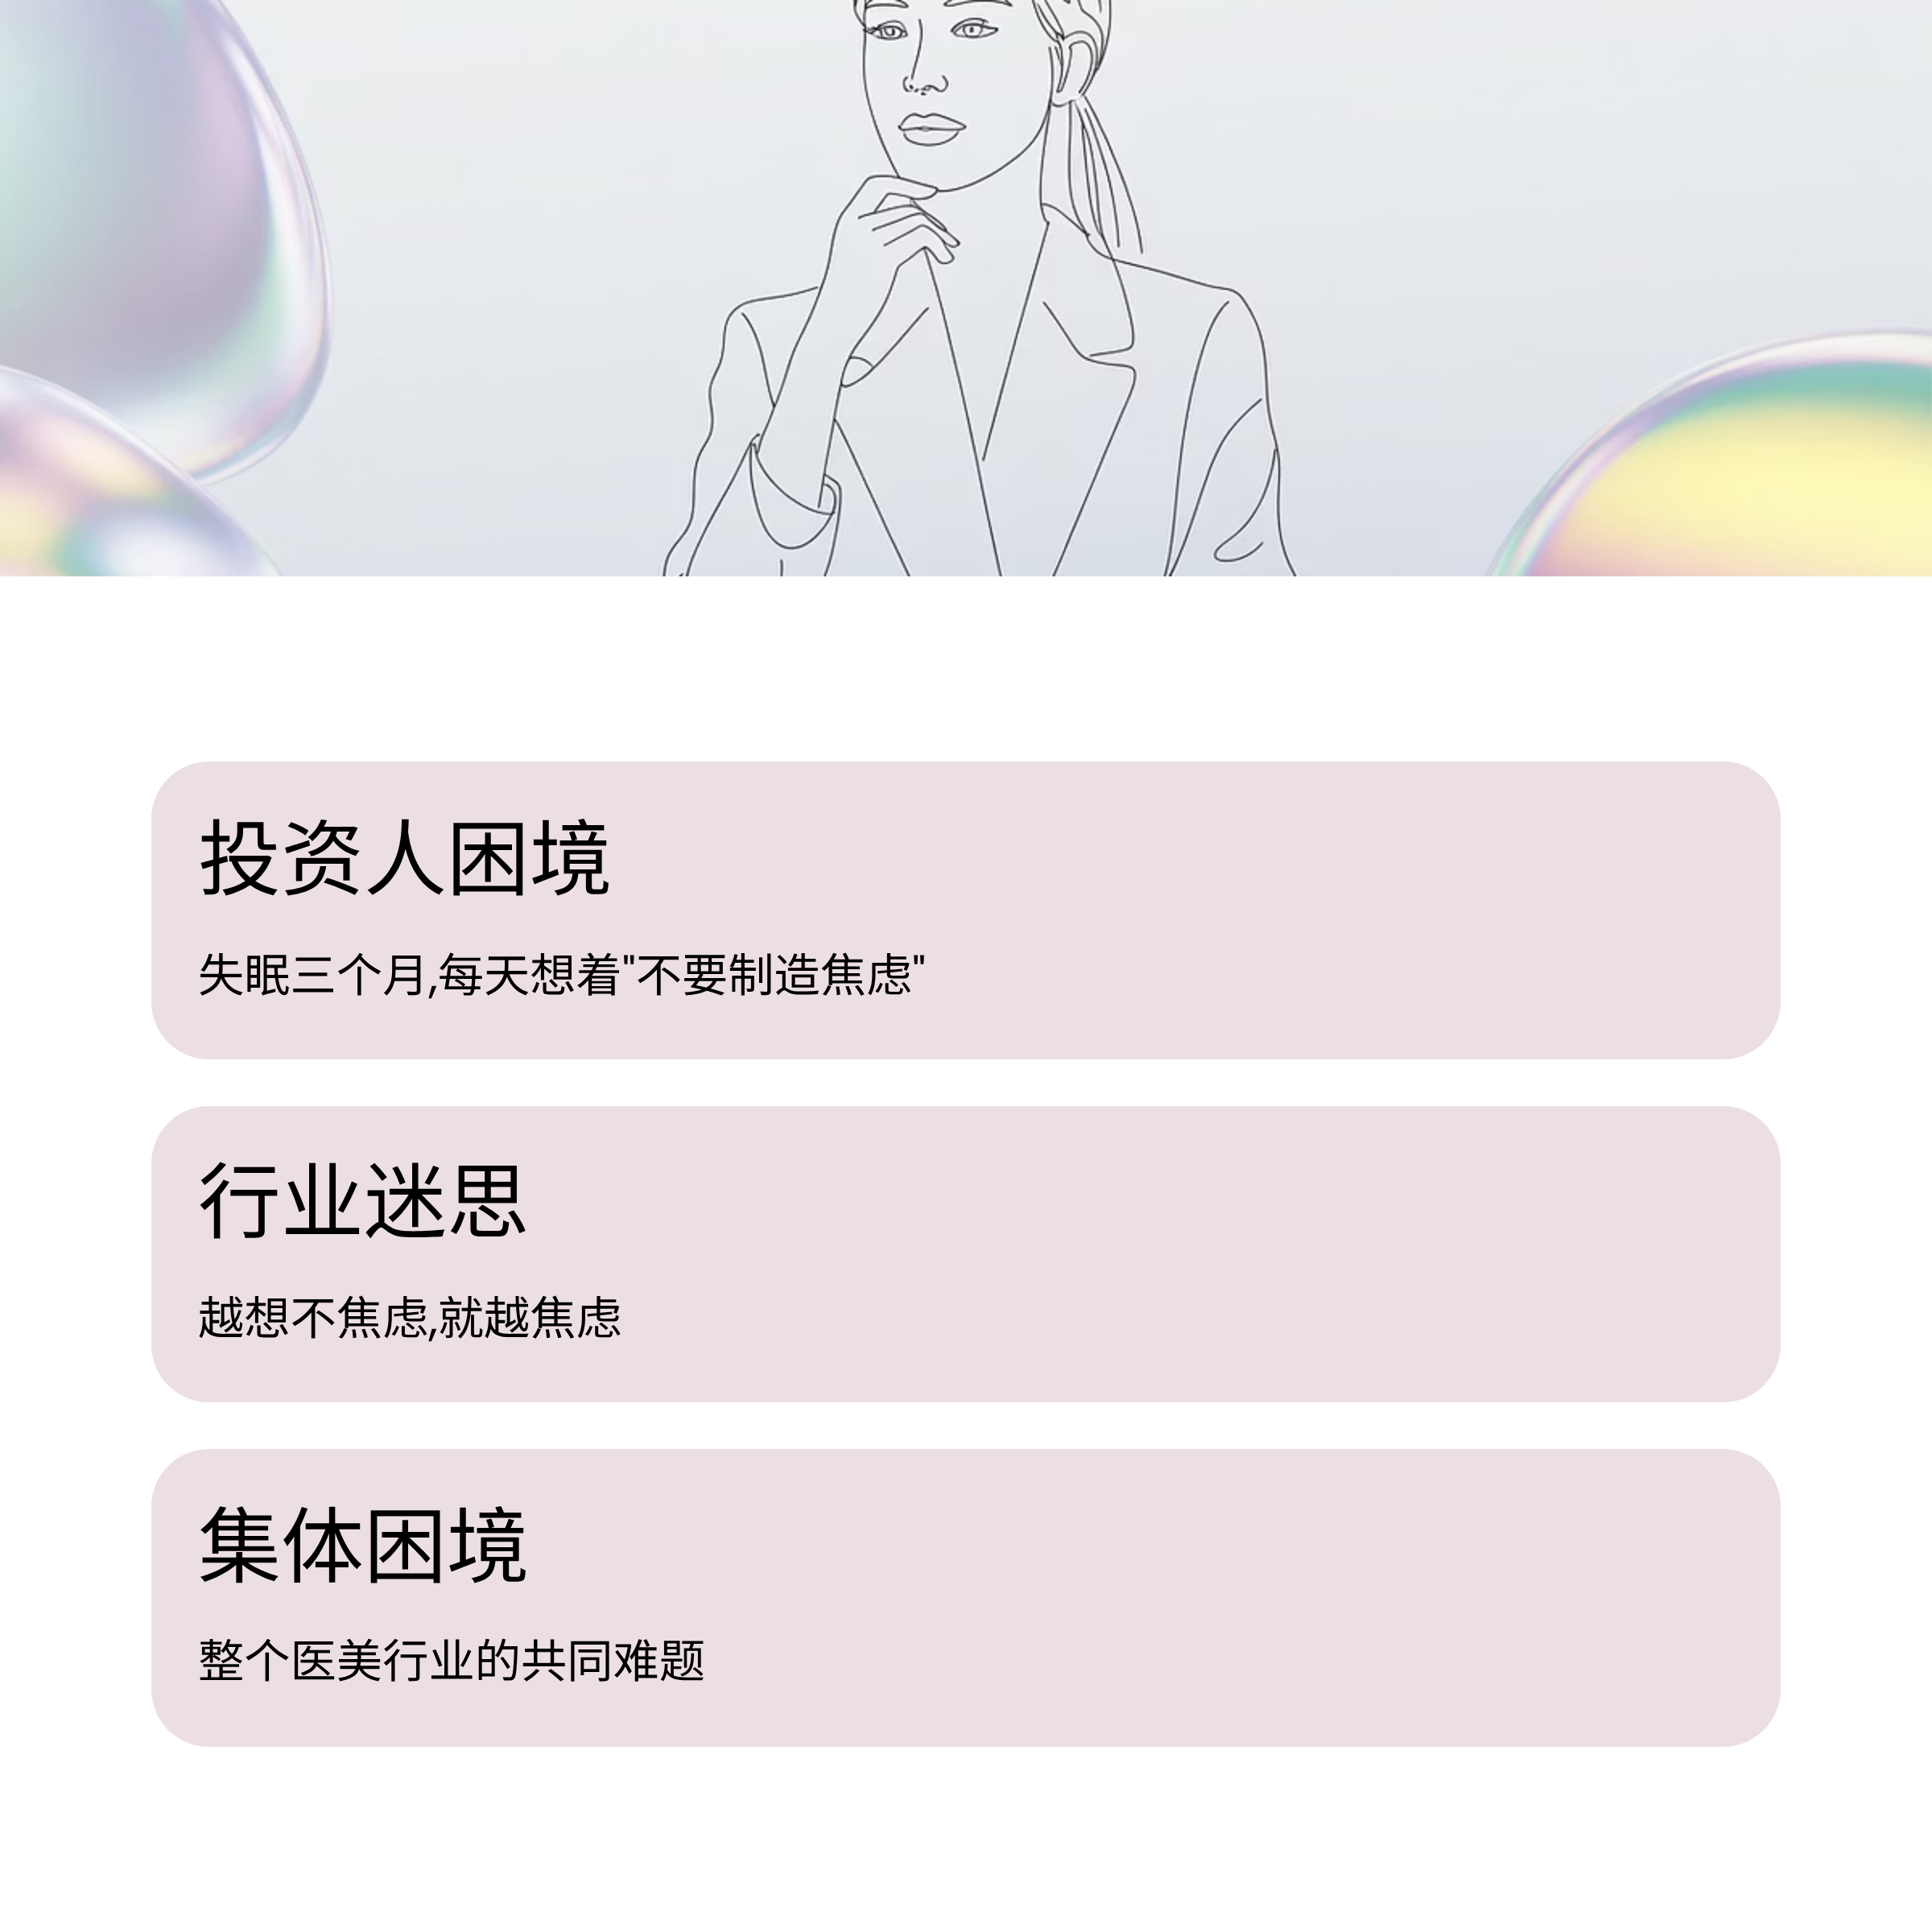 投资人困境
失眠三个月,每天想着"不要制造焦虑"
行业迷思
越想不焦虑,就越焦虑
集体困境
整个医美行业的共同难题